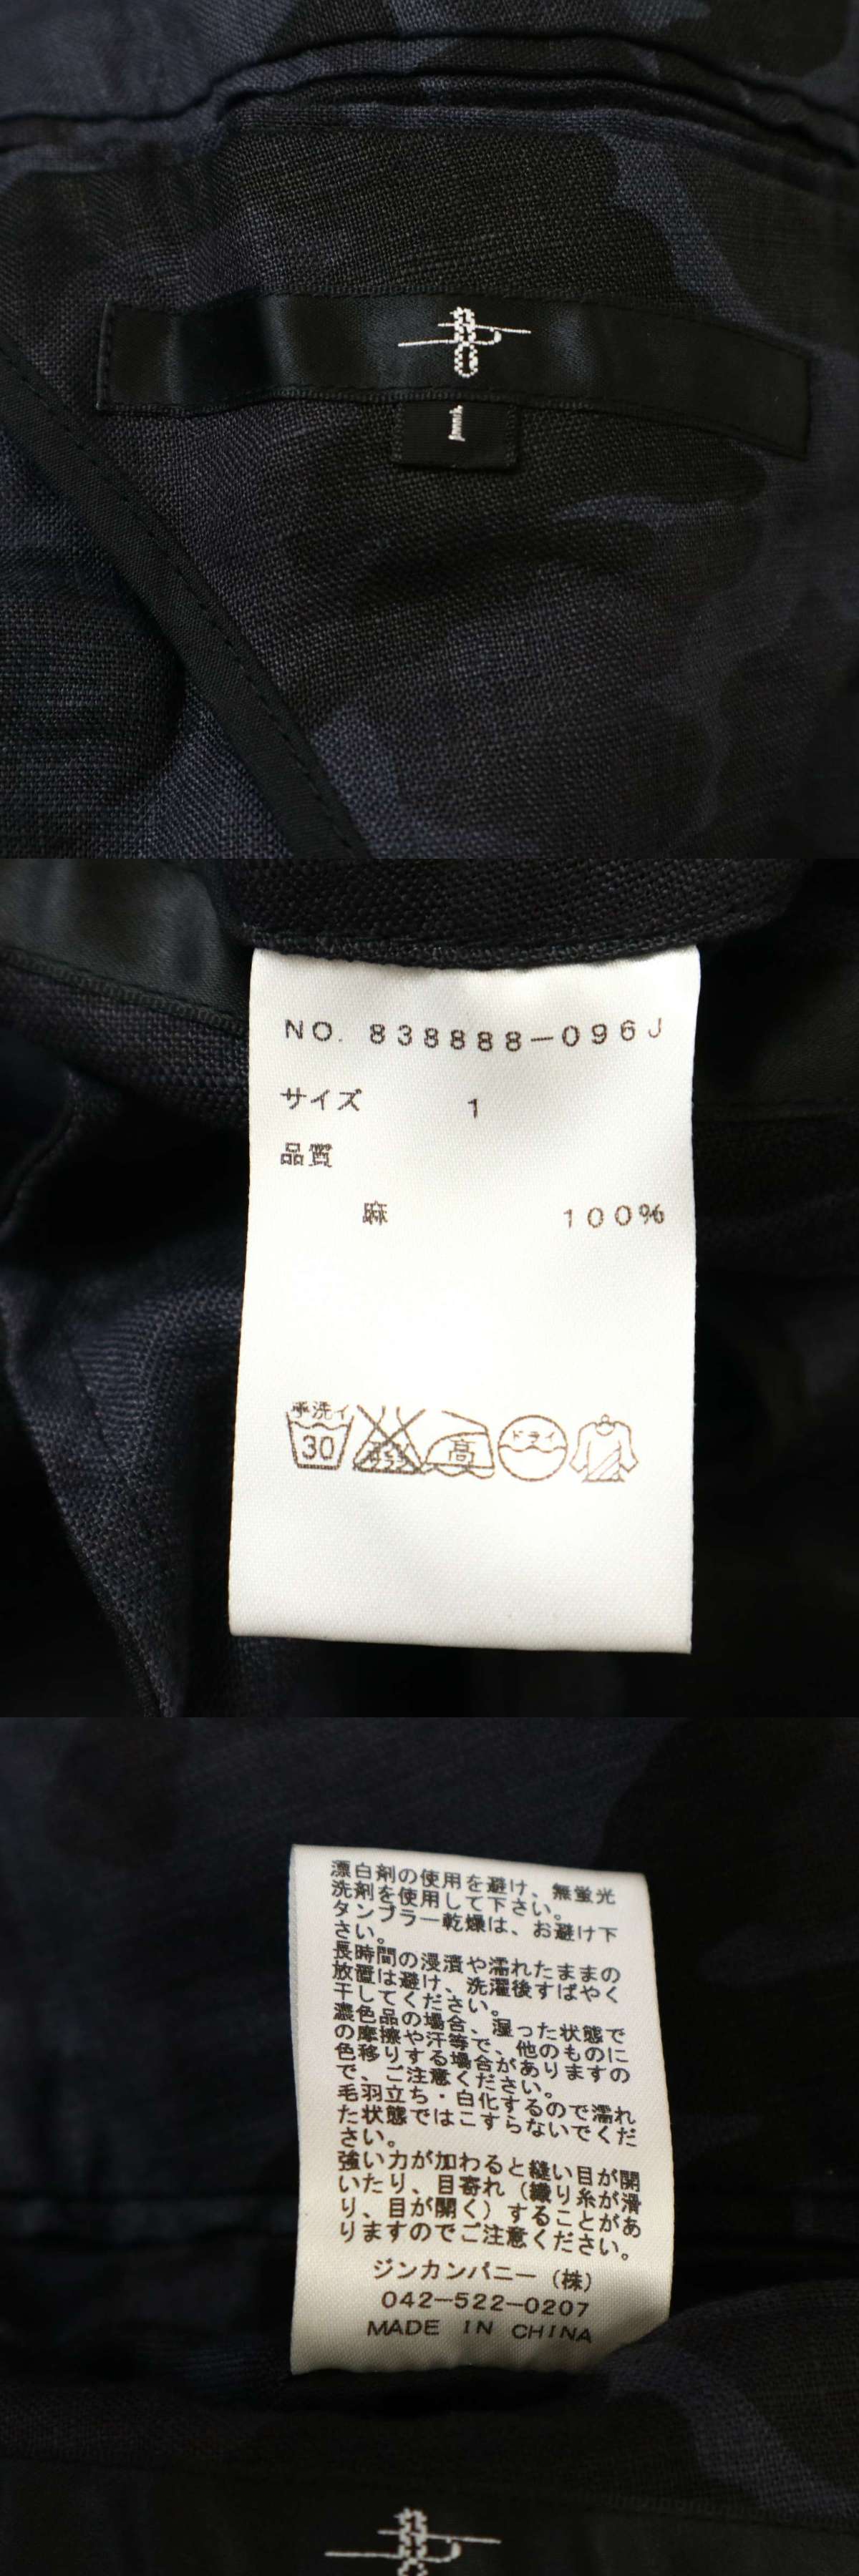 1
NO. 838888-096J
サイズ 1
品質
麻 100%
手洗イ
30
エンソサラシ
高
ドライ
漂白剤の使用を避け、無蛍光
洗剤を使用して下さい。
タンブラー乾燥は、お避け下
さい。
長時間の浸漬や濡れたままの
放置は避け、洗濯後すばやく
干してください。
濃色品の場合、湿った状態で
の摩擦や汗等で、他のものに
色移りする場合がありますの
で、ご注意ください。
毛羽立ち・白化するので濡れ
た状態ではこすらないでくだ
さい。
強い力が加わると縫い目が開
いたり、目寄れ（織り糸が滑
り、目が開く）することがあ
りますのでご注意ください。
ジンカンパニー（株）
042-522-0207
MADE IN CHINA